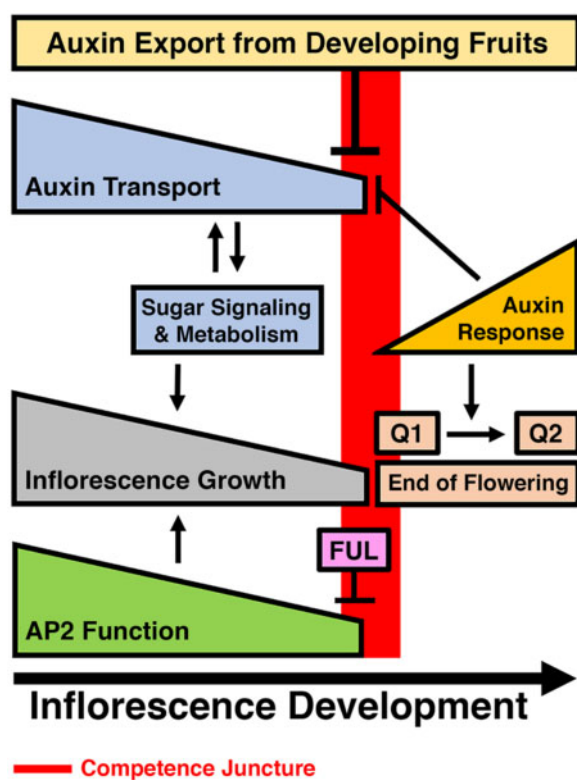 Auxin Export from Developing Fruits
Auxin Transport
Sugar Signaling
& Metabolism
Auxin
Response
Q1
Q2
Inflorescence Growth
End of Flowering
FUL
AP2 Function
Inflorescence Development
Competence Juncture